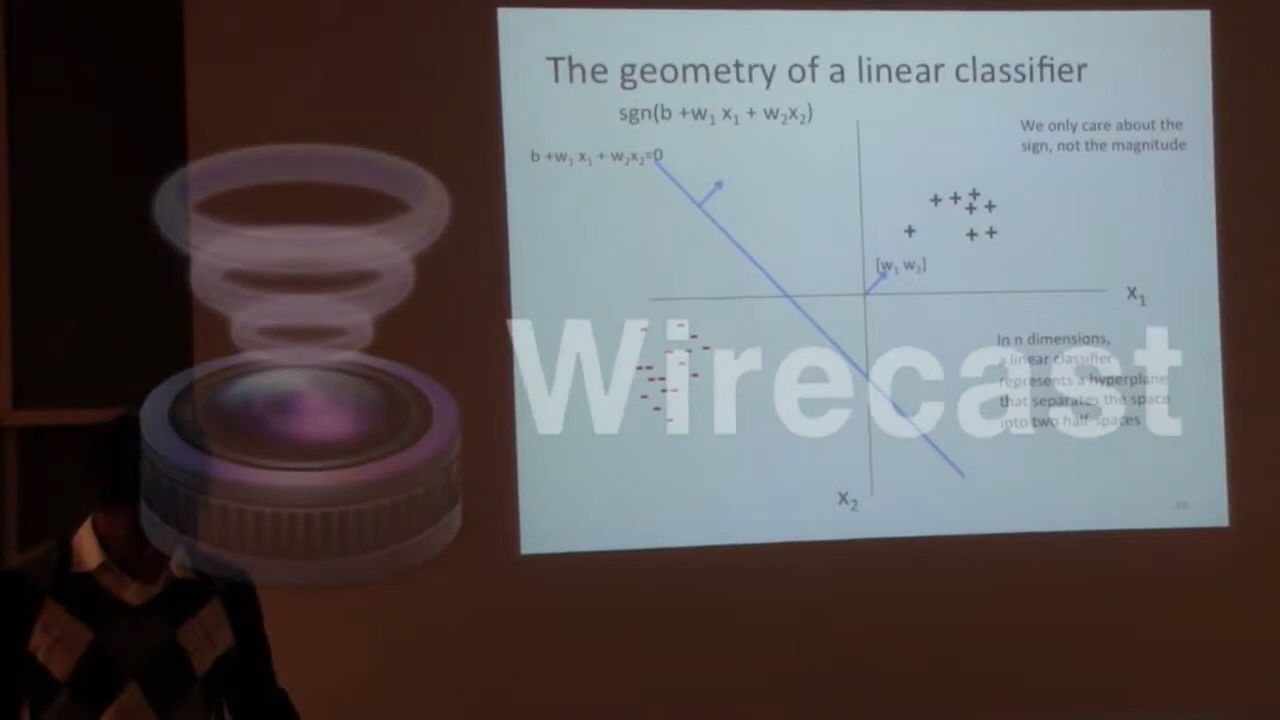 The geometry of a linear classifier
sgn(b +w₁ x₁ + w₂x₂)
b +w₁ x₁ + w₂x₂=0
We only care about the
sign, not the magnitude
[w₁ w₂]
x₁
In n dimensions,
a linear classifier
represents a hyperplane
that separates the space
into two half-spaces
x₂
Wirecast